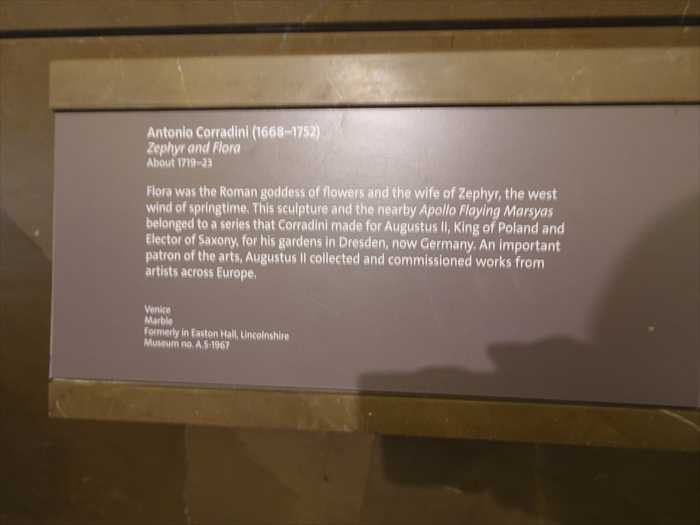 Antonio Corradini (1668–1752)
Zephyr and Flora
About 1719–23
Flora was the Roman goddess of flowers and the wife of Zephyr, the west
wind of springtime. This sculpture and the nearby Apollo Flaying Marsyas
belonged to a series that Corradini made for Augustus II, King of Poland and
Elector of Saxony, for his gardens in Dresden, now Germany. An important
patron of the arts, Augustus II collected and commissioned works from
artists across Europe.
Venice
Marble
Formerly in Easton Hall, Lincolnshire
Museum no. A.5-1967